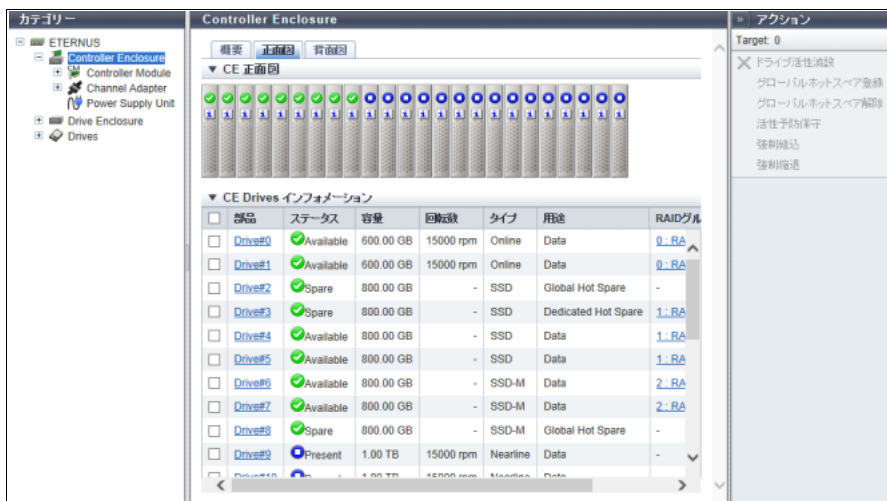 カテゴリー
ETERNUS
Controller Enclosure
Controller Module
Channel Adapter
Power Supply Unit
Drive Enclosure
Drives
Controller Enclosure
概要 正面図 背面図
▼ CE 正面図
▼ CE Drives インフォメーション
部品 ステータス 容量 回転数 タイプ 用途 RAIDグル
Drive#0 Available 600.00 GB 15000 rpm Online Data 0 : RA
Drive#1 Available 600.00 GB 15000 rpm Online Data 0 : RA
Drive#2 Spare 800.00 GB - SSD Global Hot Spare -
Drive#3 Spare 800.00 GB - SSD Dedicated Hot Spare 1 : RA
Drive#4 Available 800.00 GB - SSD Data 1 : RA
Drive#5 Available 800.00 GB - SSD Data 1 : RA
Drive#6 Available 800.00 GB - SSD-M Data 2 : RA
Drive#7 Available 800.00 GB - SSD-M Data 2 : RA
Drive#8 Spare 800.00 GB - SSD-M Global Hot Spare -
Drive#9 Present 1.00 TB 15000 rpm Nearline Data -
» アクション
Target: 0
ドライブ活性減設
グローバルホットスペア登録
グローバルホットスペア解除
活性予防保守
強制組込
強制縮退